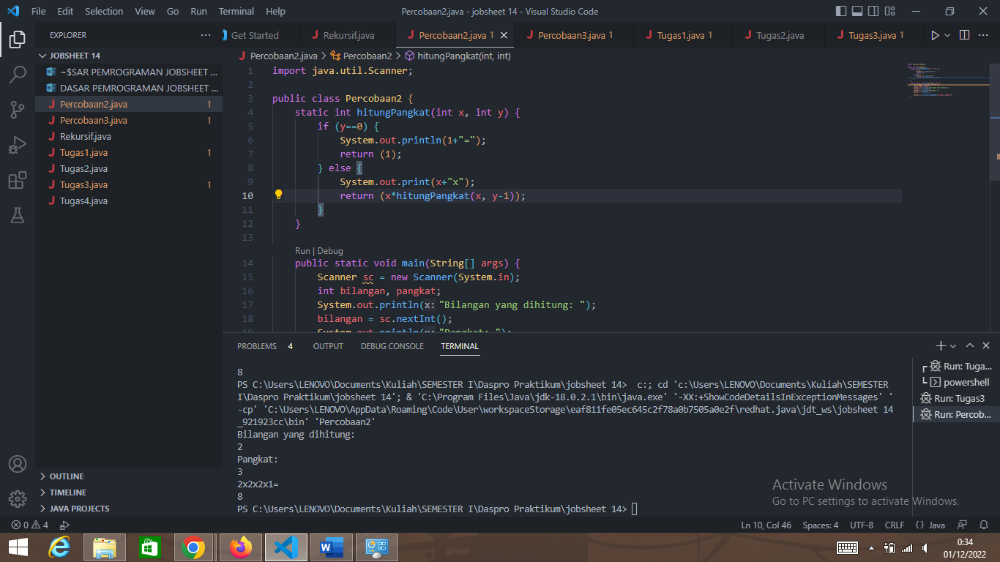 File Edit Selection View Go Run Terminal Help
Percobaan2.java - jobsheet 14 - Visual Studio Code
EXPLORER
Get Started
Rekursif.java
Percobaan2.java 1
Percobaan3.java 1
Tugas1.java 1
Tugas2.java
Tugas3.java 1
JOBSHEET 14
~$SAR PEMROGRAMAN JOBSHEET ...
DASAR PEMROGRAMAN JOBSHEET ...
Percobaan2.java 1
Percobaan3.java 1
Rekursif.java
Tugas1.java 1
Tugas2.java
Tugas3.java 1
Tugas4.java
OUTLINE
TIMELINE
JAVA PROJECTS
Percobaan2.java > Percobaan2 > hitungPangkat(int, int)
1 import java.util.Scanner;
2
3 public class Percobaan2 {
4 static int hitungPangkat(int x, int y) {
5 if (y==0) {
6 System.out.println(1+"=");
7 return (1);
8 } else {
9 System.out.print(x+"x");
10 return (x*hitungPangkat(x, y-1));
11 }
12 }
13
Run | Debug
14 public static void main(String[] args) {
15 Scanner sc = new Scanner(System.in);
16 int bilangan, pangkat;
17 System.out.println(x: "Bilangan yang dihitung: ");
18 bilangan = sc.nextInt();
19 System.out.println(x: "Pangkat: ");
PROBLEMS 4 OUTPUT DEBUG CONSOLE TERMINAL
8
PS C:\Users\LENOVO\Documents\Kuliah\SEMESTER I\Daspro Praktikum\jobsheet 14> c:; cd 'c:\Users\LENOVO\Documents\Kuliah\SEMESTER
I\Daspro Praktikum\jobsheet 14'; & 'C:\Program Files\Java\jdk-18.0.2.1\bin\java.exe' '-XX:+ShowCodeDetailsInExceptionMessages' '
-cp' 'C:\Users\LENOVO\AppData\Roaming\Code\User\workspaceStorage\eaf811fe05ec645c2f78a0b7505a0e2f\redhat.java\jdt_ws\jobsheet 14
_921923cc\bin' 'Percobaan2'
Bilangan yang dihitung:
2
Pangkat:
3
2x2x2x1=
8
PS C:\Users\LENOVO\Documents\Kuliah\SEMESTER I\Daspro Praktikum\jobsheet 14>
Run: Tuga...
powershell
Run: Tugas3
Run: Percob...
Activate Windows
Go to PC settings to activate Windows.
0 4
Ln 10, Col 46 Spaces: 4 UTF-8 CRLF {} Java
0:34
01/12/2022